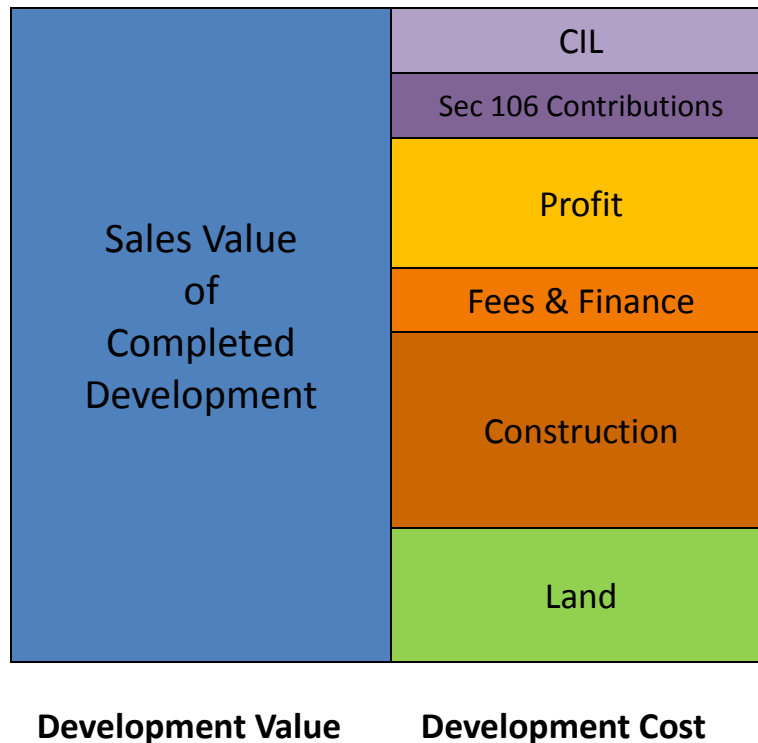 Sales Value
of
Completed
Development
CIL
Sec 106 Contributions
Profit
Fees & Finance
Construction
Land
Development Value
Development Cost